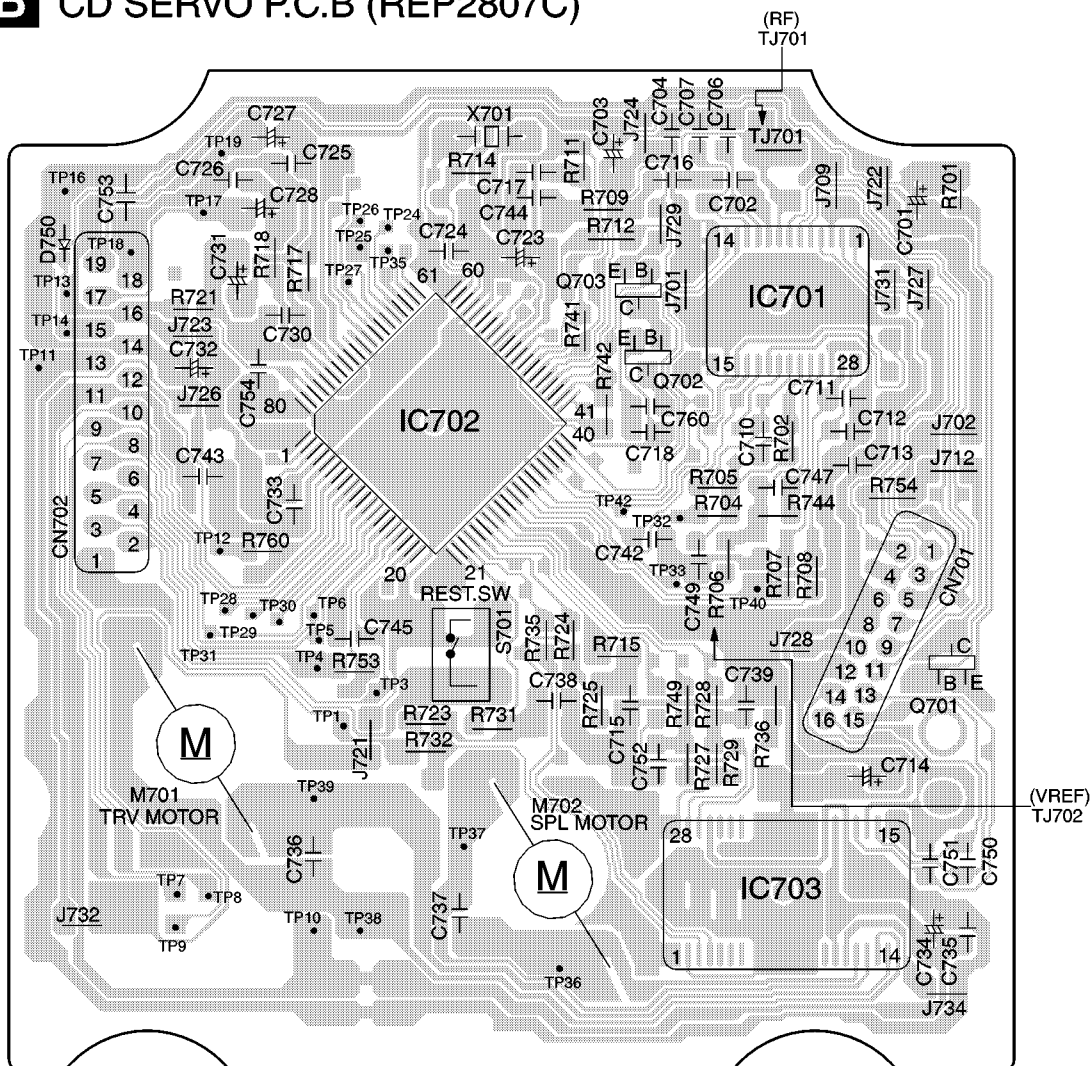 B CD SERVO P.C.B (REP2807C)
(RF)
TJ701
C727
X701
C703
J724
C704
C707
C706
TJ701
TP19
C725
R714
R711
C716
C726
TP16
C753
C728
C717
R709
C702
J709
J722
C701
R701
TP17
C744
R712
J729
TP26
TP24
TP25
C724
C723
D750
TP18
C731
R718
R717
TP35
TP27
61
60
Q703
E
B
C
J701
14
1
IC701
J731
J727
19
18
TP13
17
R721
16
J723
C730
R741
TP14
15
14
C732
E
B
C
Q702
R742
15
28
TP11
13
12
J726
C754
C711
11
10
80
IC702
41
40
C760
C710
R702
C712
J702
9
8
1
C718
C713
J712
7
6
C743
R705
C747
R754
5
4
C733
TP42
R704
R744
3
2
TP32
1
CN702
TP12
R760
C742
2
1
20
21
TP33
C749
R706
R707
R708
4
3
CN701
REST.SW
TP40
6
5
TP28
TP30
TP6
8
7
TP29
TP5
C745
S701
R735
R724
R715
J728
10
9
C
TP31
TP4
R753
12
11
B
E
TP3
C738
R725
R749
R728
C739
14
13
Q701
TP1
R723
R731
16
15
J721
R732
C715
R736
M
C752
R727
R729
C714
TP39
M701
TRV MOTOR
M702
SPL MOTOR
(VREF)
TJ702
TP37
28
15
C736
C751
C750
M
IC703
TP7
TP8
J732
TP10
TP38
C737
TP9
C734
C735
1
14
TP36
J734